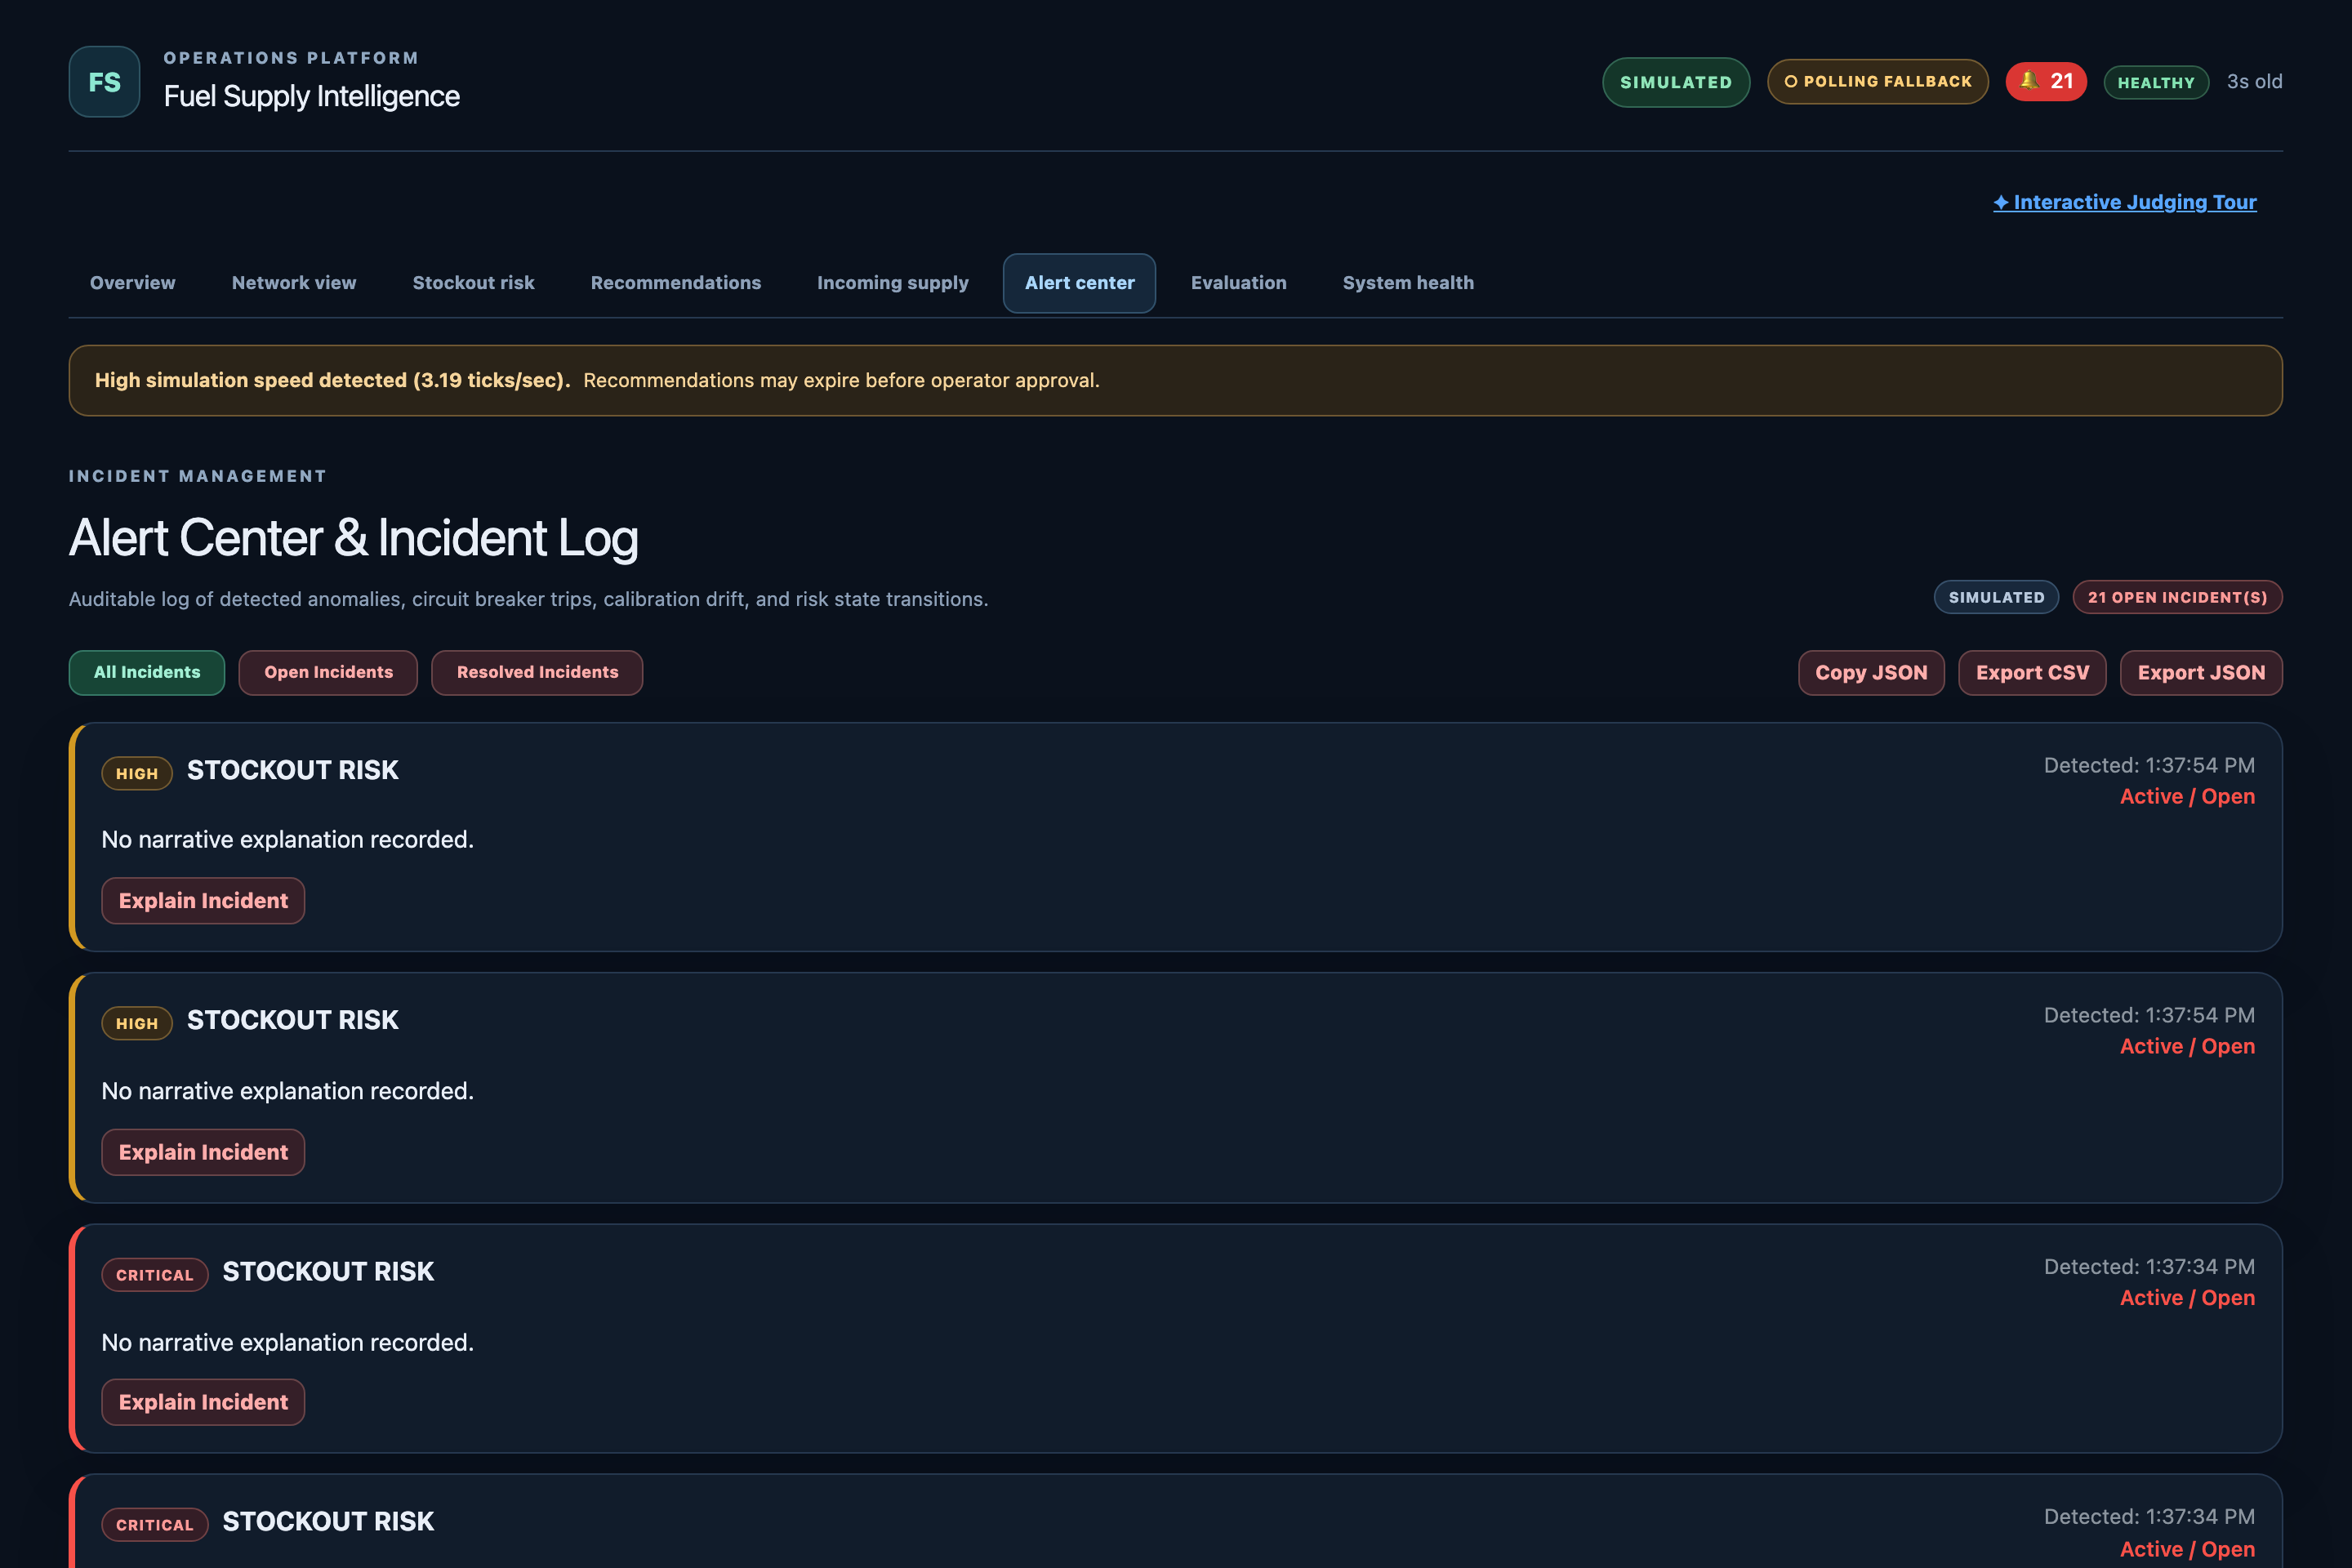 FS
OPERATIONS PLATFORM
Fuel Supply Intelligence
SIMULATED
POLLING FALLBACK
21
HEALTHY
3s old
✦ Interactive Judging Tour
Overview
Network view
Stockout risk
Recommendations
Incoming supply
Alert center
Evaluation
System health
High simulation speed detected (3.19 ticks/sec). Recommendations may expire before operator approval.
INCIDENT MANAGEMENT
Alert Center & Incident Log
Auditable log of detected anomalies, circuit breaker trips, calibration drift, and risk state transitions.
SIMULATED
21 OPEN INCIDENT(S)
All Incidents
Open Incidents
Resolved Incidents
Copy JSON
Export CSV
Export JSON
HIGH
STOCKOUT RISK
Detected: 1:37:54 PM
Active / Open
No narrative explanation recorded.
Explain Incident
HIGH
STOCKOUT RISK
Detected: 1:37:54 PM
Active / Open
No narrative explanation recorded.
Explain Incident
CRITICAL
STOCKOUT RISK
Detected: 1:37:34 PM
Active / Open
No narrative explanation recorded.
Explain Incident
CRITICAL
STOCKOUT RISK
Detected: 1:37:34 PM
Active / Open